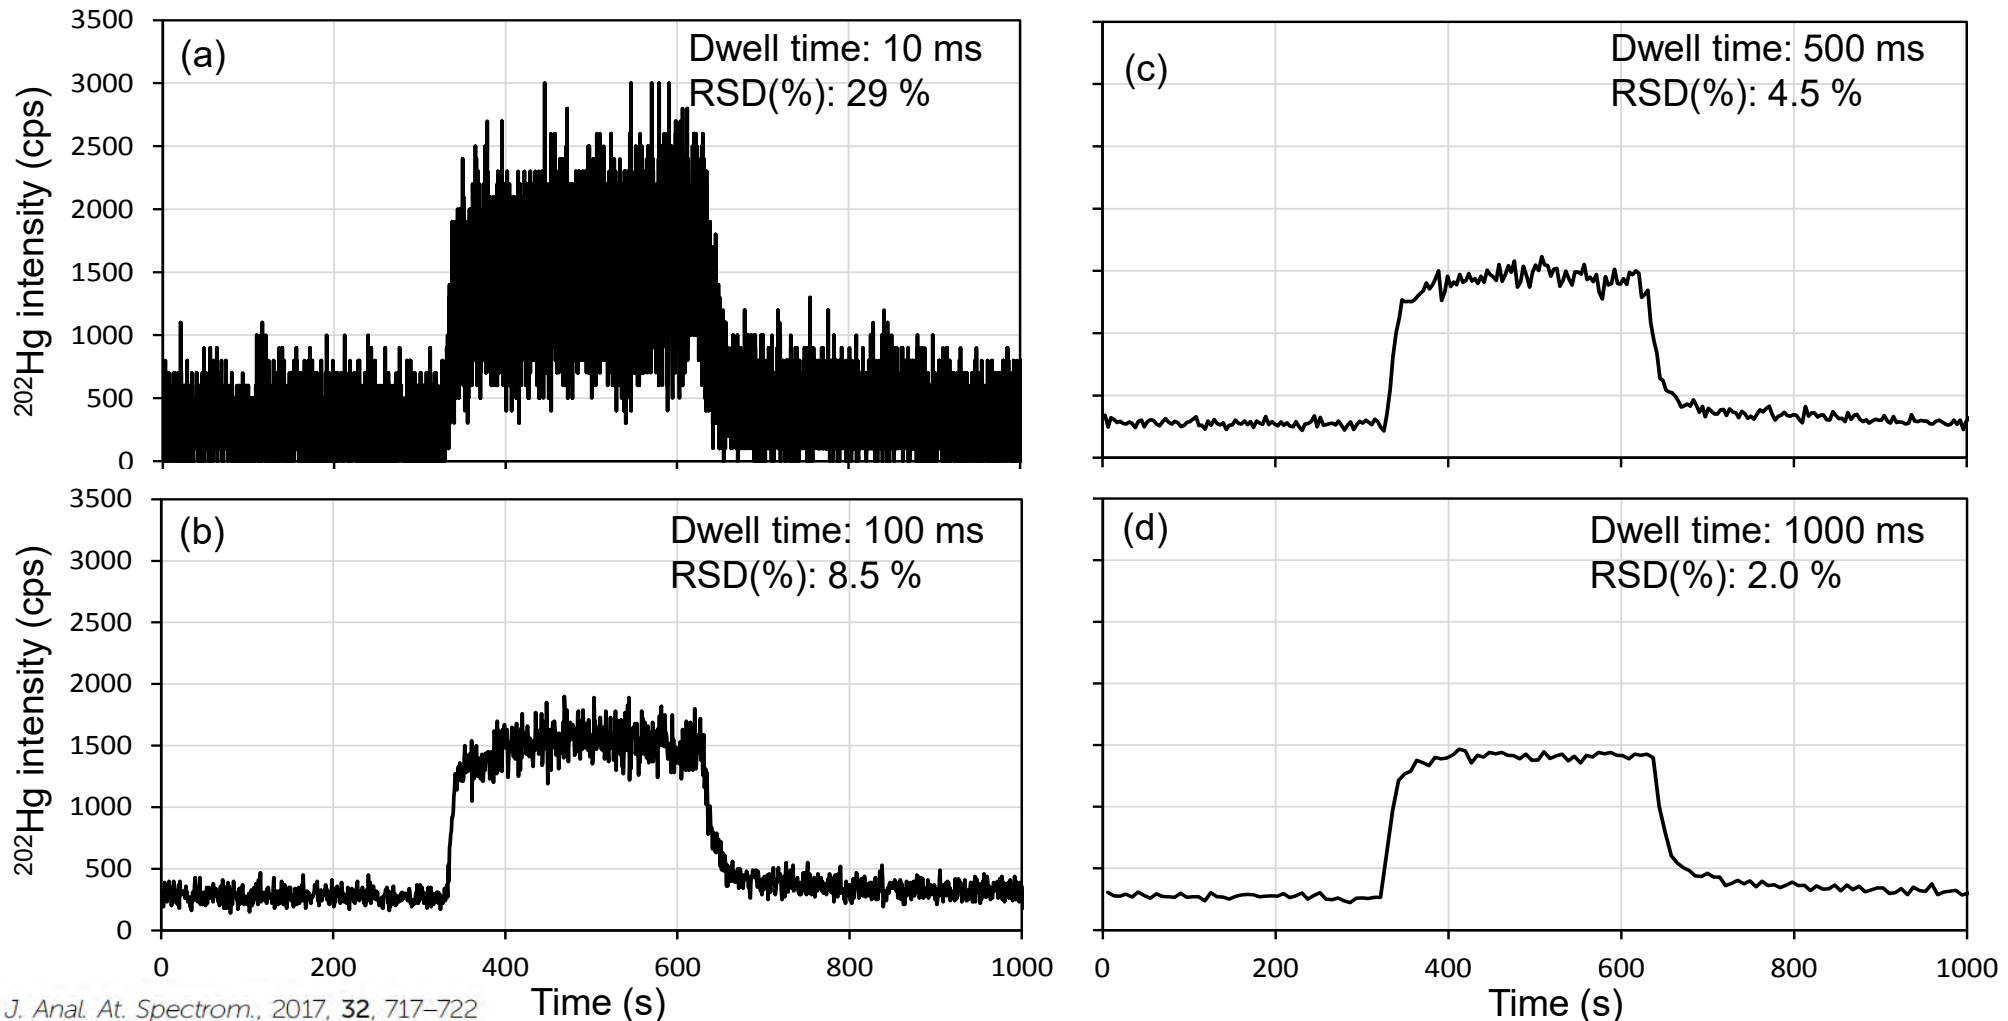 3500
3000
2500
2000
1500
1000
500
0
²⁰²Hg intensity (cps)
(a)
Dwell time: 10 ms
RSD(%): 29 %
(c)
Dwell time: 500 ms
RSD(%): 4.5 %
3500
3000
2500
2000
1500
1000
500
0
²⁰²Hg intensity (cps)
(b)
Dwell time: 100 ms
RSD(%): 8.5 %
(d)
Dwell time: 1000 ms
RSD(%): 2.0 %
0 200 400 600 800 1000
0 200 400 600 800 1000
Time (s)
Time (s)
J. Anal. At. Spectrom., 2017, 32, 717–722